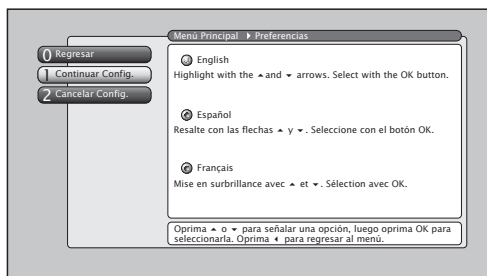 Menú Principal ▶ Preferencias
0 Regresar
1 Continuar Config.
2 Cancelar Config.
English
Highlight with the ▲ and ▼ arrows. Select with the OK button.
Español
Resalte con las flechas ▲ y ▼. Seleccione con el botón OK.
Français
Mise en surbrillance avec ▲ et ▼. Sélection avec OK.
Oprima ▲ o ▼ para señalar una opción, luego oprima OK para
seleccionarla. Oprima ◀ para regresar al menú.